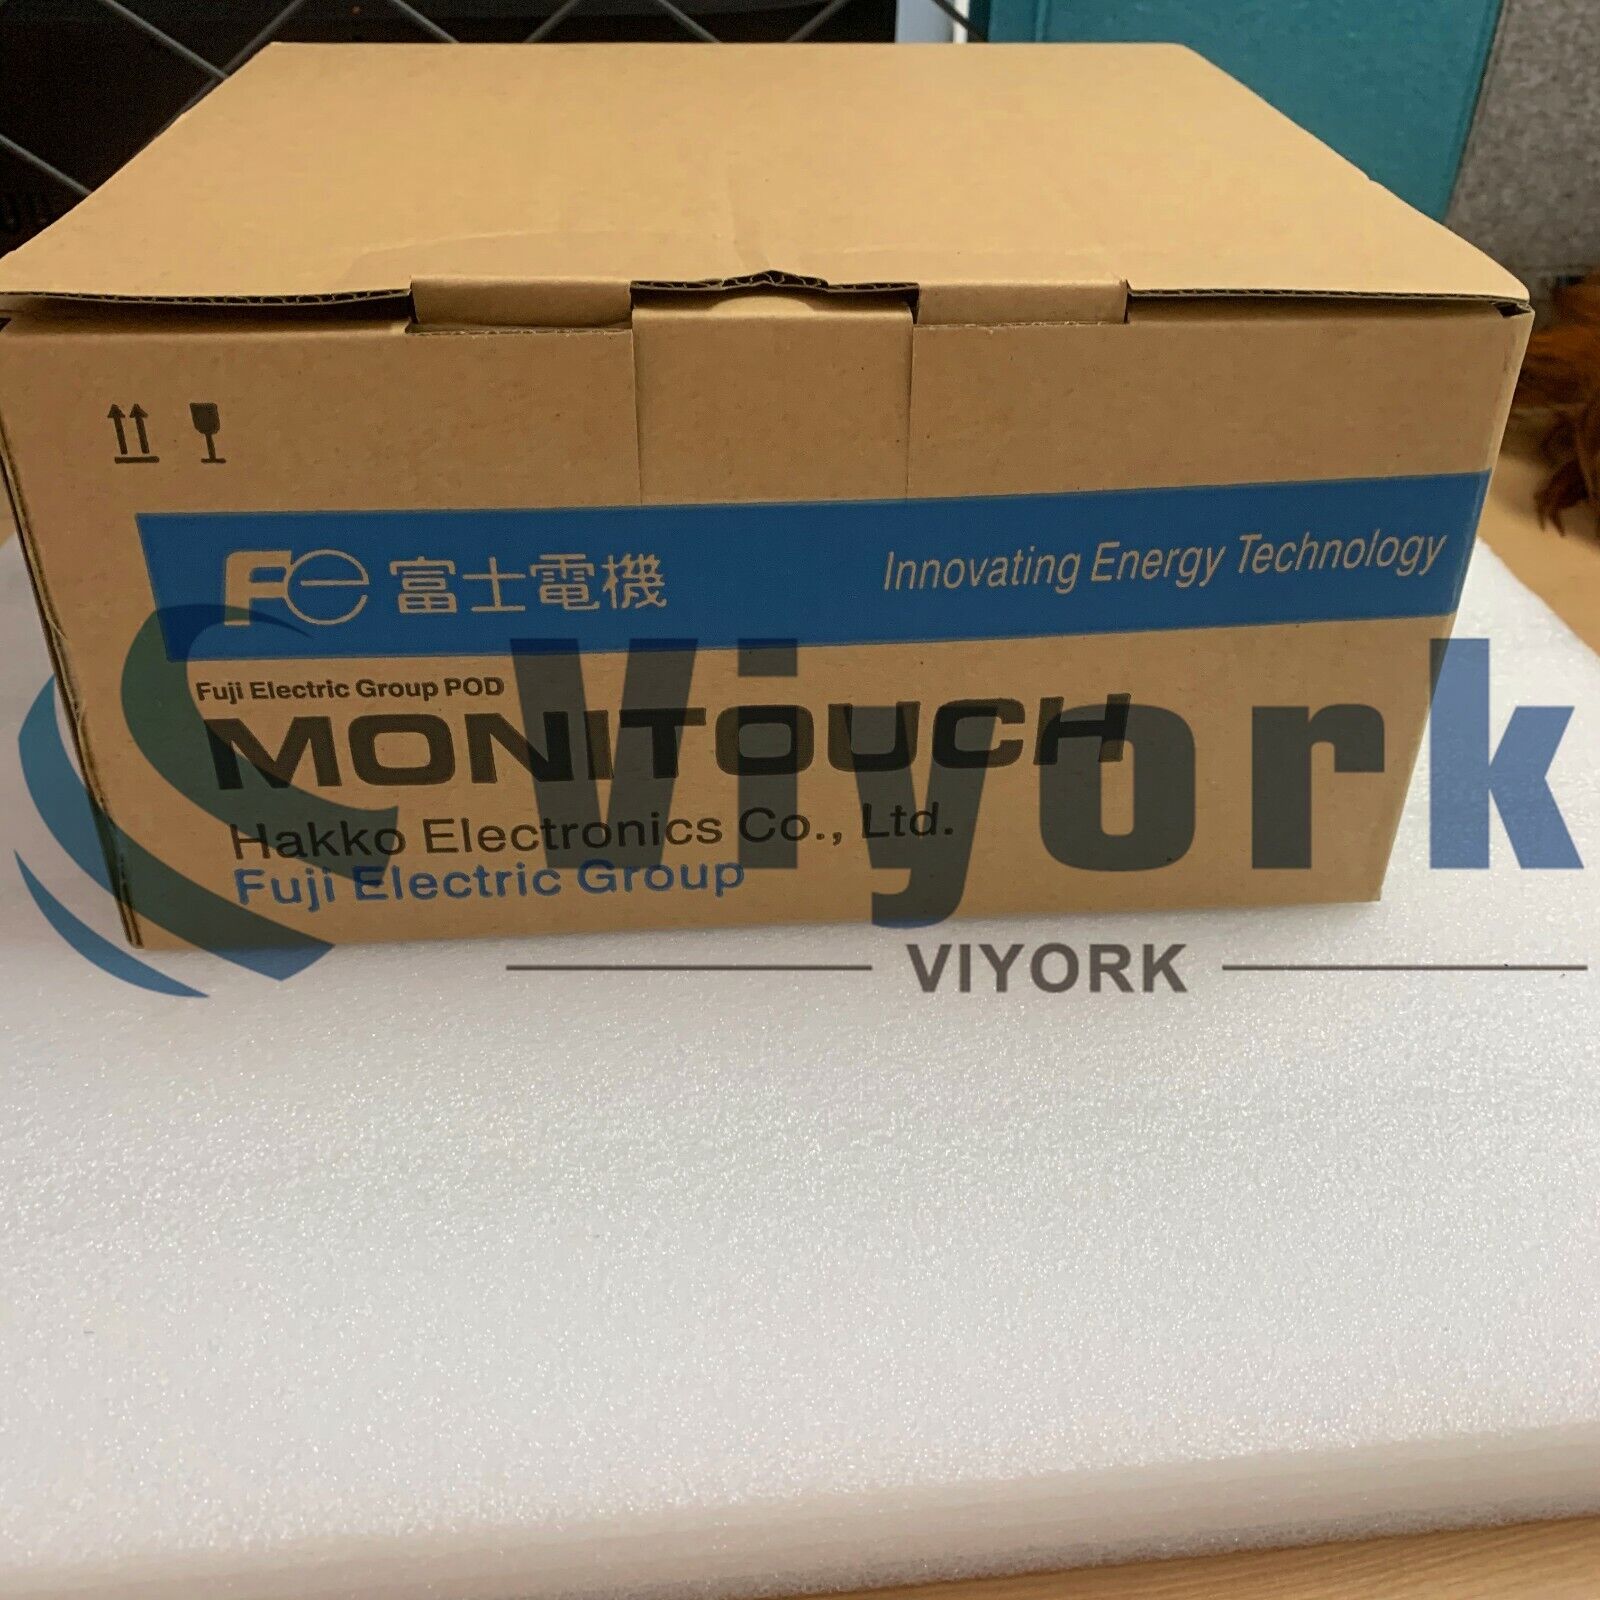 Fe 富士電機
Innovating Energy Technology
Fuji Electric Group POD
MONITOUCH
Hakko Electronics Co., Ltd.
Fuji Electric Group
Viyork
VIYORK